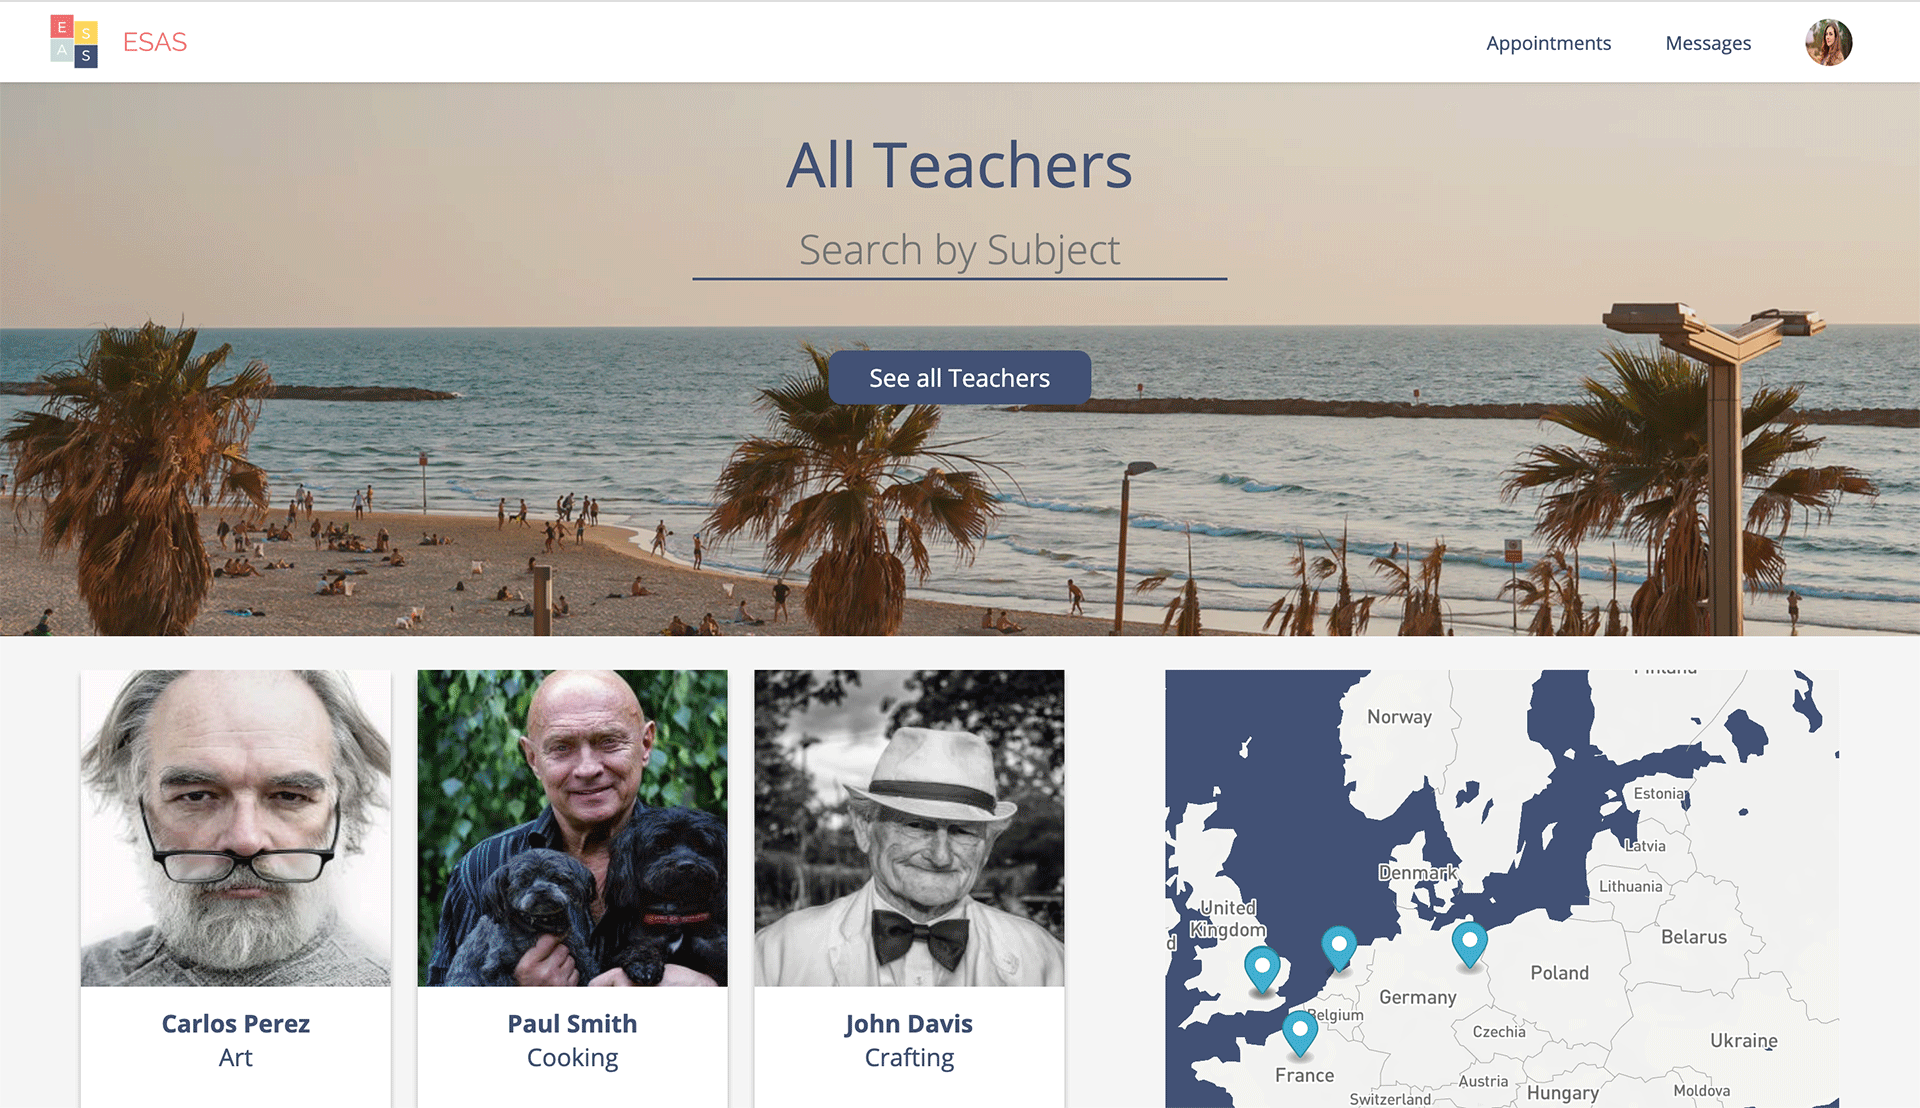 E S
A S
ESAS
Appointments
Messages
All Teachers
Search by Subject
See all Teachers
Carlos Perez
Art
Paul Smith
Cooking
John Davis
Crafting
Finland
Norway
Estonia
Latvia
Denmark
Lithuania
United
Kingdom
d
Belarus
Poland
Germany
Belgium
Czechia
Ukraine
France
Austria
Hungary
Moldova
Switzerland